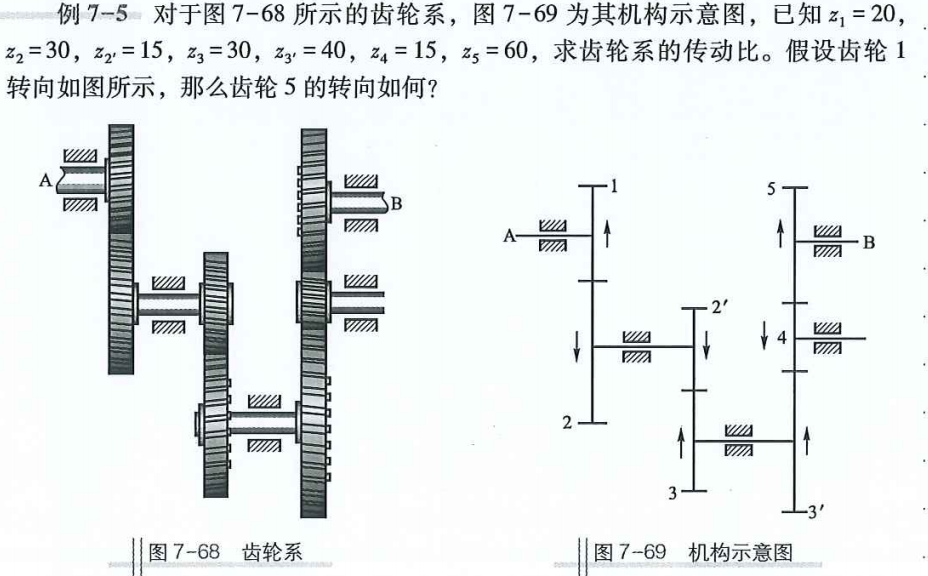 例 7-5 对于图 7-68 所示的齿轮系，图 7-69 为其机构示意图，已知 z₁ = 20，
z₂ = 30，z₂′ = 15，z₃ = 30，z₃′ = 40，z₄ = 15，z₅ = 60，求齿轮系的传动比。假设齿轮 1
转向如图所示，那么齿轮 5 的转向如何？
A
B
1
5
A
B
2′
4
2
3
3′
图 7-68 齿轮系
图 7-69 机构示意图